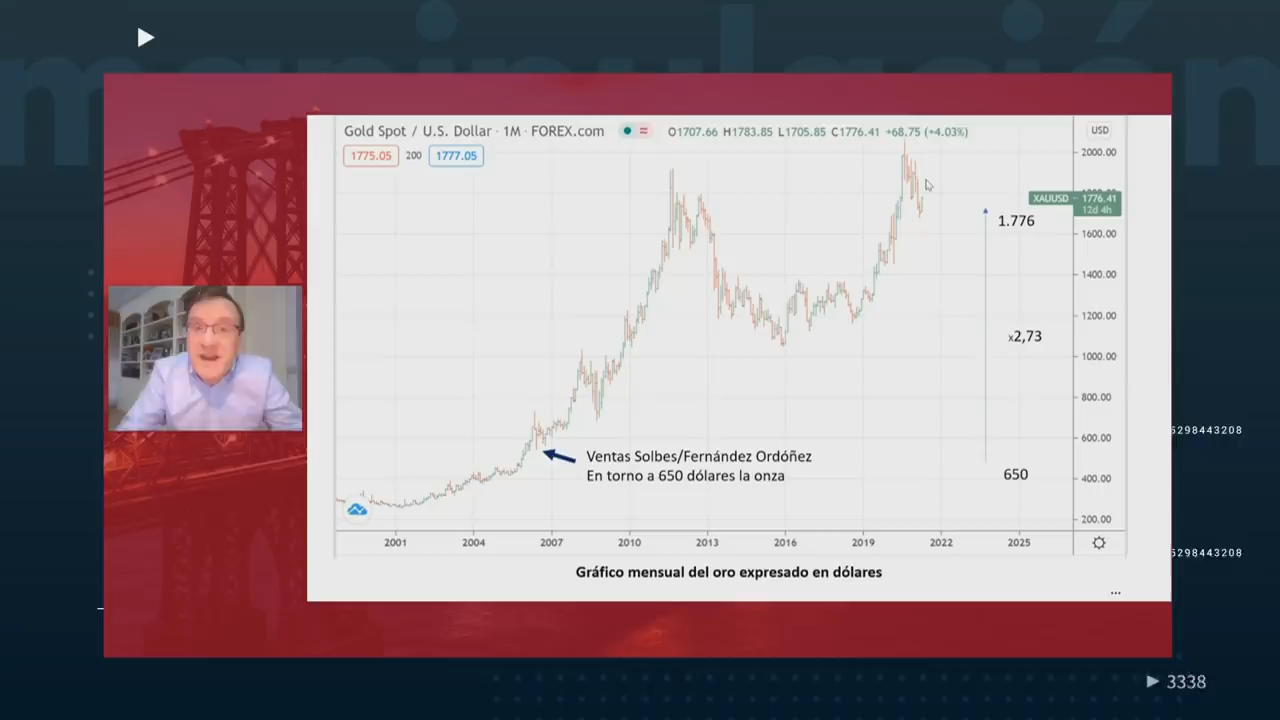 manipulación
Gold Spot / U.S. Dollar · 1M · FOREX.com
O1707.66 H1783.85 L1705.85 C1776.41 +68.75 (+4.03%)
USD
1775.05 200 1777.05
2000.00
XAUUSD 1776.41
12d 4h
1.776
1600.00
1400.00
1200.00
x2,73
1000.00
800.00
600.00
Ventas Solbes/Fernández Ordóñez
En torno a 650 dólares la onza
650
400.00
200.00
2001 2004 2007 2010 2013 2016 2019 2022 2025
Gráfico mensual del oro expresado en dólares
...
5298443208
5298443208
3338